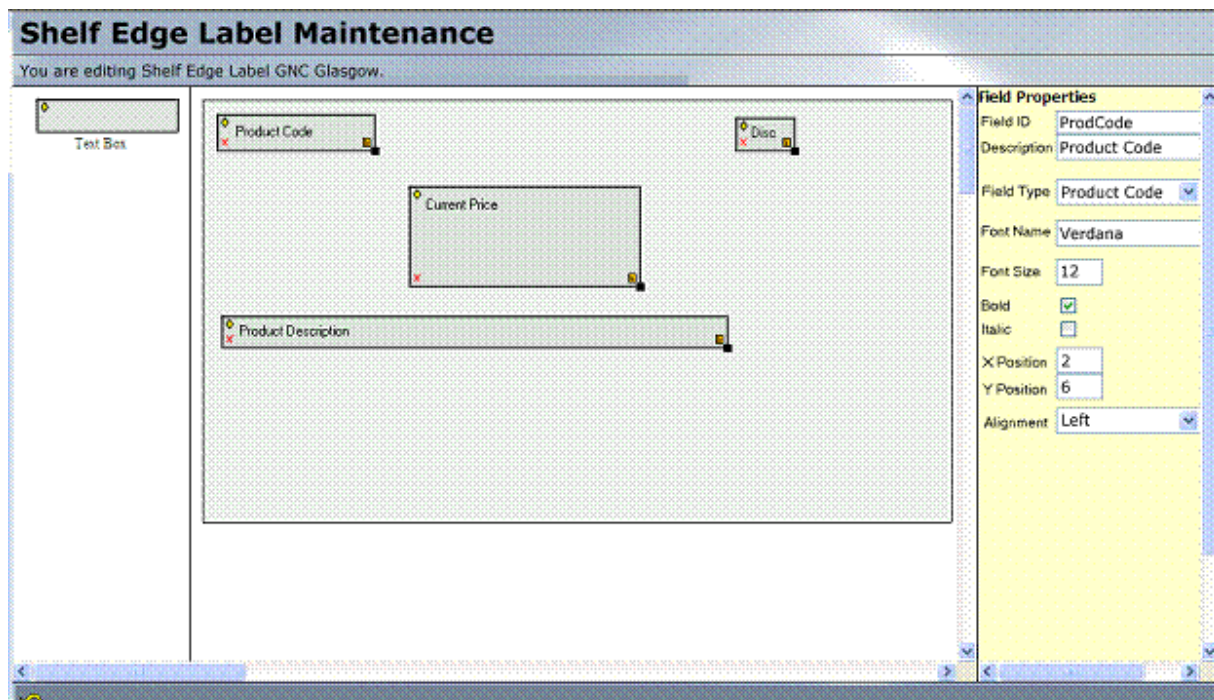 Shelf Edge Label Maintenance
You are editing Shelf Edge Label GNC Glasgow.
Text Box
Product Code
Disc
Current Price
Product Description
Field Properties
Field ID ProdCode
Description Product Code
Field Type Product Code
Font Name Verdana
Font Size 12
Bold
Italic
X Position 2
Y Position 6
Alignment Left